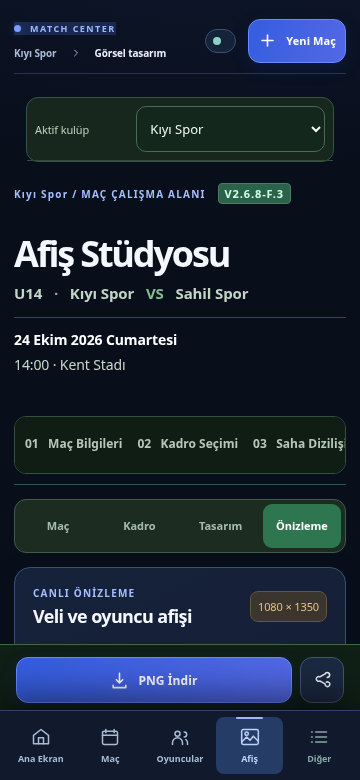 MATCH CENTER
Kıyı Spor > Görsel tasarım
Yeni Maç
Aktif kulüp
Kıyı Spor
Kıyı Spor / MAÇ ÇALIŞMA ALANI
V2.6.8-F.3
Afiş Stüdyosu
U14 · Kıyı Spor VS Sahil Spor
24 Ekim 2026 Cumartesi
14:00 · Kent Stadı
01 Maç Bilgileri 02 Kadro Seçimi 03 Saha Dizilişi
Maç Kadro Tasarım Önizleme
CANLI ÖNİZLEME
Veli ve oyuncu afişi
1080 × 1350
PNG İndir
Ana Ekran Maç Oyuncular Afiş Diğer